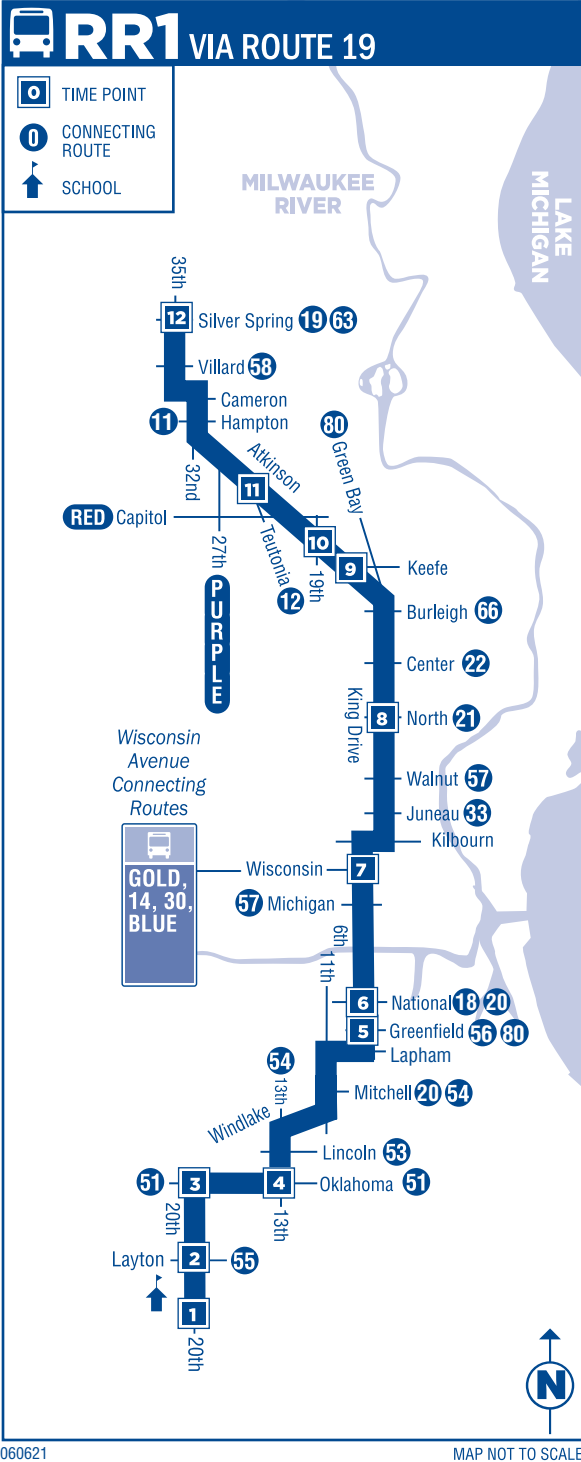 RR1 VIA ROUTE 19
0 TIME POINT
0 CONNECTING
ROUTE
SCHOOL
MILWAUKEE
RIVER
LAKE
MICHIGAN
35th
12 Silver Spring 19 63
Villard 58
Cameron
11 Hampton
32nd
Atkinson
80
Green Bay
11
RED Capitol
27th
PURPLE
Teutonia
12
10
19th
9 Keefe
Burleigh 66
Center 22
King Drive
8 North 21
Walnut 57
Juneau 33
Kilbourn
Wisconsin
Avenue
Connecting
Routes
GOLD,
14, 30,
BLUE
Wisconsin 7
57 Michigan
6th
11th
6 National 18 20
5 Greenfield 56 80
Lapham
54
13th
Mitchell 20 54
Windlake
Lincoln 53
51 3
20th
4 Oklahoma 51
13th
Layton 2 55
1
20th
N
060621
MAP NOT TO SCALE